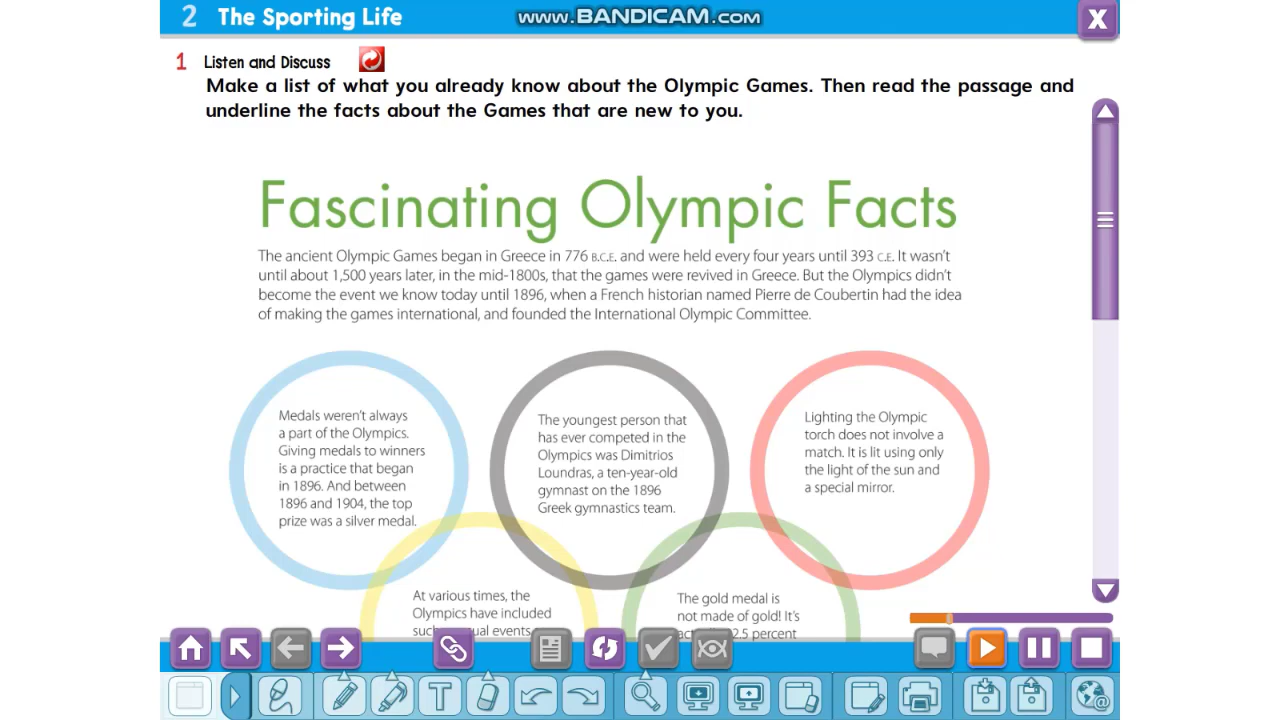 2 The Sporting Life
www.BANDICAM.com
X
1 Listen and Discuss
Make a list of what you already know about the Olympic Games. Then read the passage and
underline the facts about the Games that are new to you.
Fascinating Olympic Facts
The ancient Olympic Games began in Greece in 776 B.C.E. and were held every four years until 393 C.E. It wasn't
until about 1,500 years later, in the mid-1800s, that the games were revived in Greece. But the Olympics didn't
become the event we know today until 1896, when a French historian named Pierre de Coubertin had the idea
of making the games international, and founded the International Olympic Committee.
Medals weren't always
a part of the Olympics.
Giving medals to winners
is a practice that began
in 1896. And between
1896 and 1904, the top
prize was a silver medal.
The youngest person that
has ever competed in the
Olympics was Dimitrios
Loundras, a ten-year-old
gymnast on the 1896
Greek gymnastics team.
Lighting the Olympic
torch does not involve a
match. It is lit using only
the light of the sun and
a special mirror.
At various times, the
Olympics have included
events
The gold medal is
not made of gold! It's
2.5 percent
T